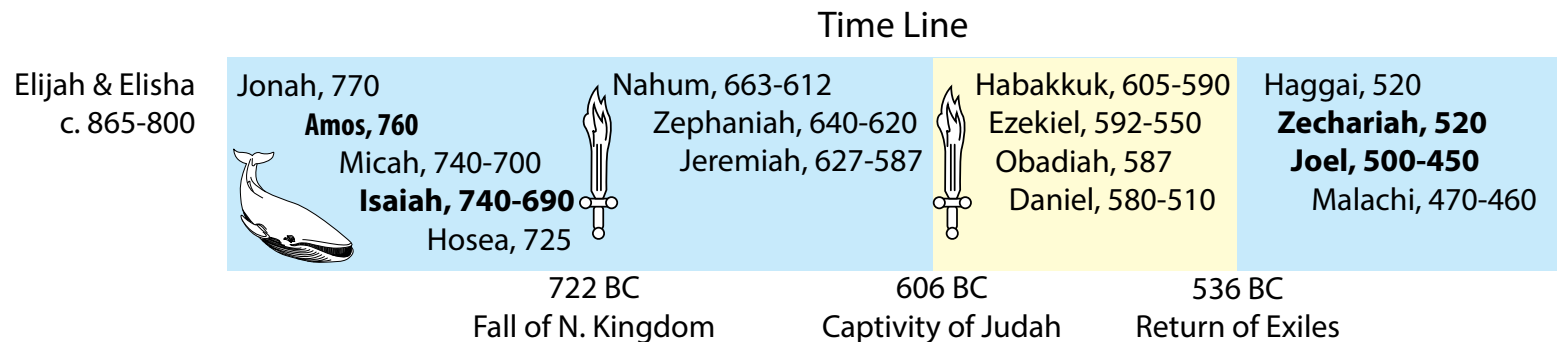 Time Line
Elijah & Elisha
c. 865-800
Jonah, 770
Amos, 760
Micah, 740-700
Isaiah, 740-690
Hosea, 725
Nahum, 663-612
Zephaniah, 640-620
Jeremiah, 627-587
Habakkuk, 605-590
Ezekiel, 592-550
Obadiah, 587
Daniel, 580-510
Haggai, 520
Zechariah, 520
Joel, 500-450
Malachi, 470-460
722 BC
Fall of N. Kingdom
606 BC
Captivity of Judah
536 BC
Return of Exiles